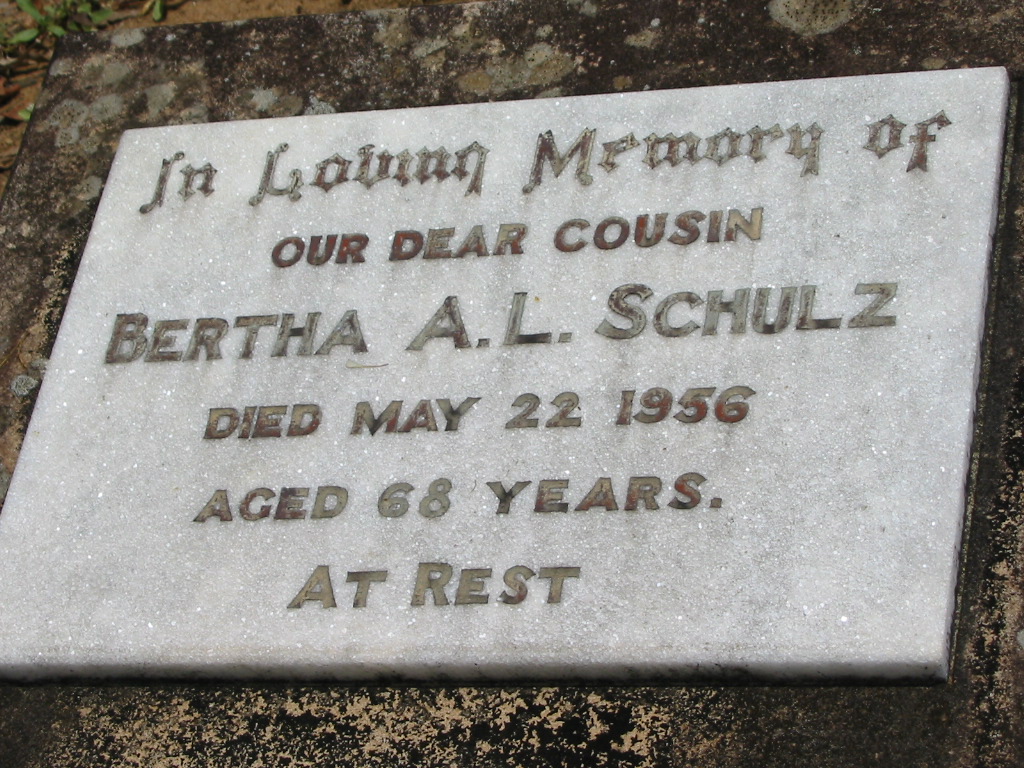 In Loving Memory of
OUR DEAR COUSIN
BERTHA A.L. SCHULZ
DIED MAY 22 1956
AGED 68 YEARS.
AT REST